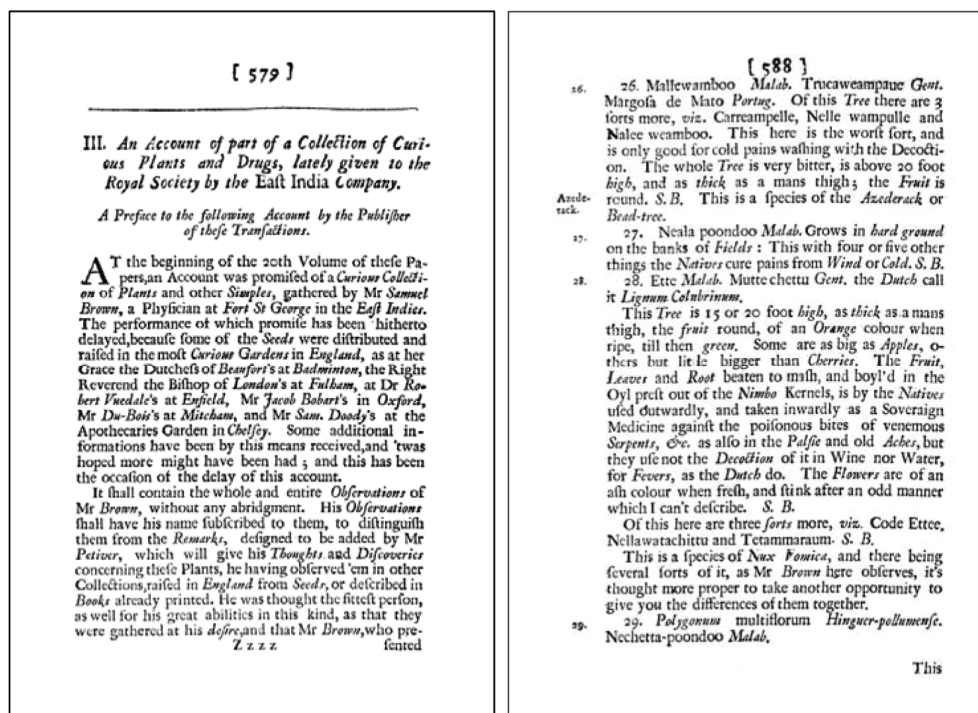 [ 579 ]
III. An Account of part of a Collection of Curi-
ous Plants and Drugs, lately given to the
Royal Society by the Eaſt India Company.
A Preface to the following Account by the Publiſher
of theſe Tranſactions.
AT the beginning of the 20th Volume of theſe Pa-
pers,an Account was promiſed of a Curious Collecti-
on of Plants and other Simples, gathered by Mr Samuel
Brown, a Phyſician at Fort St George in the Eaſt Indies.
The performance of which promiſe has been hitherto
delayed,becauſe ſome of the Seeds were diſtributed and
raiſed in the moſt Curious Gardens in England, as at her
Grace the Dutcheſs of Beaufort's at Badminton, the Right
Reverend the Biſhop of London's at Fulham, at Dr Ro-
bert Vuedale's at Enfield, Mr Jacob Bobart's in Oxford,
Mr Du-Bois's at Mitcham, and Mr Sam. Doody's at the
Apothecaries Garden in Chelſey. Some additional in-
formations have been by this means received,and 'twas
hoped more might have been had ; and this has been
the occaſion of the delay of this account.
It ſhall contain the whole and entire Obſervations of
Mr Brown, without any abridgment. His Obſervations
ſhall have his name ſubſcribed to them, to diſtinguiſh
them from the Remarks, deſigned to be added by Mr
Petiver, which will give his Thoughts and Diſcoveries
concerning theſe Plants, he having obſerved 'em in other
Collections,raiſed in England from Seeds, or deſcribed in
Books already printed. He was thought the fitteſt perſon,
as well for his great abilities in this kind, as that they
were gathered at his deſire,and that Mr Brown,who pre-
Z z z z ſented
[ 588 ]
26. 26. Mallewamboo Malab. Trucaweampaue Gent.
Margoſa de Mato Portug. Of this Tree there are 3
ſorts more, viz. Carreampelle, Nelle wampulle and
Nalee weamboo. This here is the worſt ſort, and
is only good for cold pains waſhing with the Decocti-
on. The whole Tree is very bitter, is above 20 foot
high, and as thick as a mans thigh; the Fruit is
Azede- round. S. B. This is a ſpecies of the Azederack or
rack. Bead-tree.
27. 27. Neala poondoo Malab. Grows in hard ground
on the banks of Fields : This with four or five other
things the Natives cure pains from Wind or Cold. S. B.
28. 28. Ette Malab. Muttechettu Gent. the Dutch call
it Lignum Colubrinum.
This Tree is 15 or 20 foot high, as thick as a mans
thigh, the fruit round, of an Orange colour when
ripe, till then green. Some are as big as Apples, o-
thers but little bigger than Cherries. The Fruit,
Leaves and Root beaten to maſh, and boyl'd in the
Oyl preſt out of the Nimbo Kernels, is by the Natives
uſed outwardly, and taken inwardly as a Soveraign
Medicine againſt the poiſonous bites of venemous
Serpents, &c. as alſo in the Palſie and old Aches, but
they uſe not the Decoction of it in Wine nor Water,
for Fevers, as the Dutch do. The Flowers are of an
aſh colour when freſh, and ſtink after an odd manner
which I can't deſcribe. S. B.
Of this here are three ſorts more, viz. Code Ettee,
Nellawatachittu and Tetammaraum. S. B.
This is a ſpecies of Nux Vomica, and there being
ſeveral ſorts of it, as Mr Brown here obſerves, it's
thought more proper to take another opportunity to
give you the differences of them together.
29. 29. Polygonum multiflorum Hinguer-pollumenſe.
Nechetta-poondoo Malab.
This